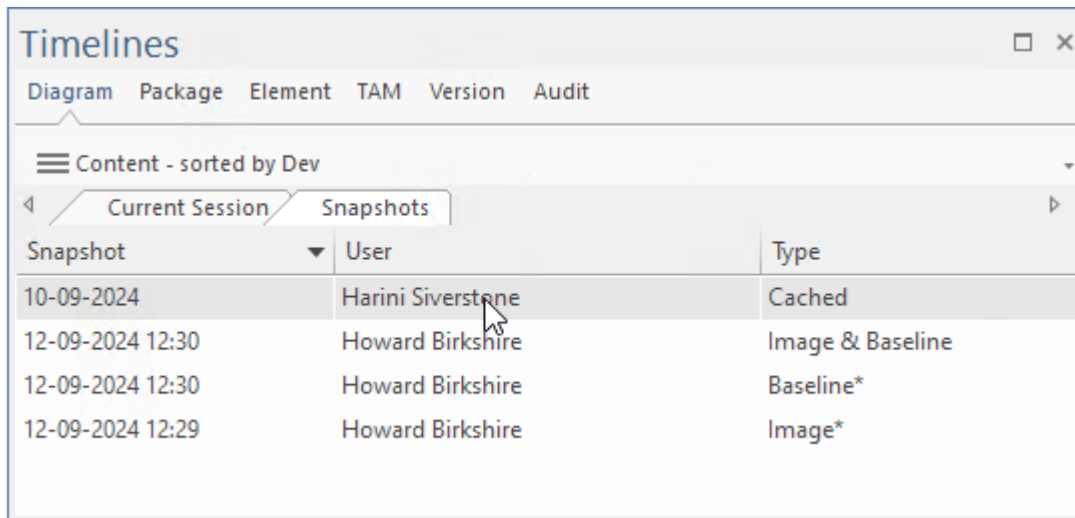 Timelines
Diagram Package Element TAM Version Audit
Content - sorted by Dev
Current Session Snapshots
Snapshot User Type
10-09-2024 Harini Siverstone Cached
12-09-2024 12:30 Howard Birkshire Image & Baseline
12-09-2024 12:30 Howard Birkshire Baseline*
12-09-2024 12:29 Howard Birkshire Image*